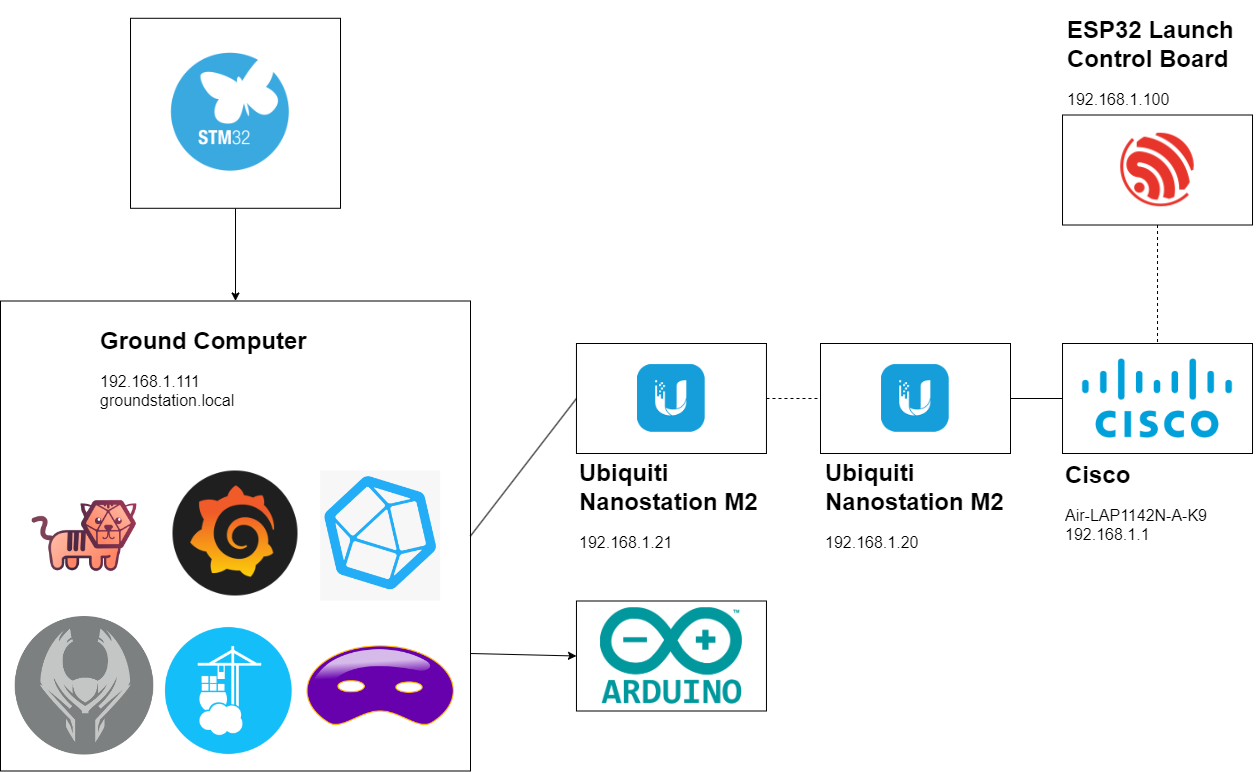 STM32
ESP32 Launch
Control Board
192.168.1.100
Ground Computer
192.168.1.111
groundstation.local
CISCO
Ubiquiti
Nanostation M2
192.168.1.21
Ubiquiti
Nanostation M2
192.168.1.20
Cisco
Air-LAP1142N-A-K9
192.168.1.1
ARDUINO
™